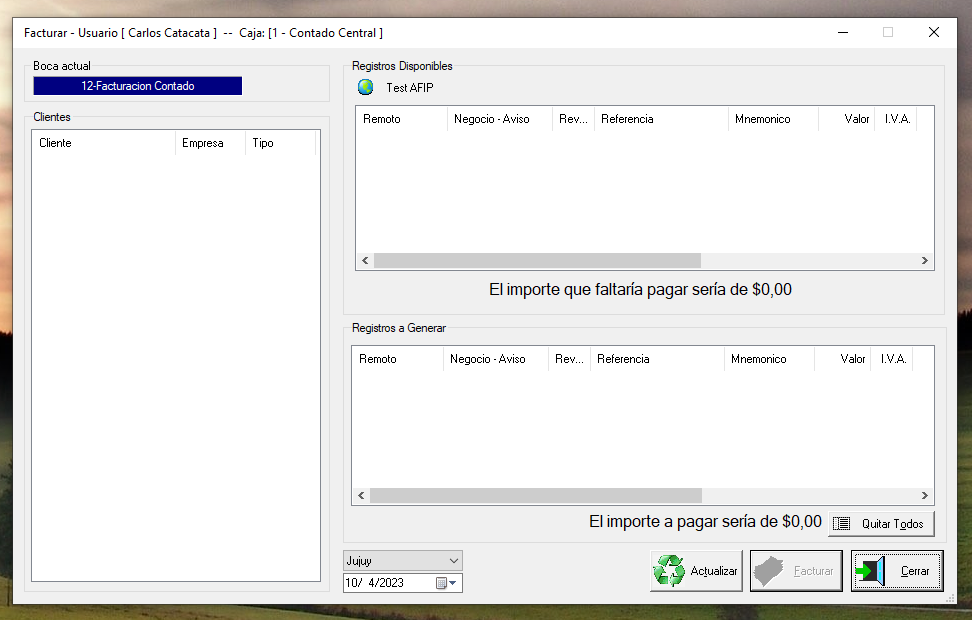 Facturar - Usuario [ Carlos Catacata ] -- Caja: [1 - Contado Central ]
Boca actual
12-Facturacion Contado
Clientes
Cliente Empresa Tipo
Registros Disponibles
Test AFIP
Remoto Negocio - Aviso Rev... Referencia Mnemonico Valor I.V.A.
El importe que faltaría pagar sería de $0,00
Registros a Generar
Remoto Negocio - Aviso Rev... Referencia Mnemonico Valor I.V.A.
El importe a pagar sería de $0,00
Quitar Todos
Jujuy
10/ 4/2023
Actualizar
Facturar
Cerrar